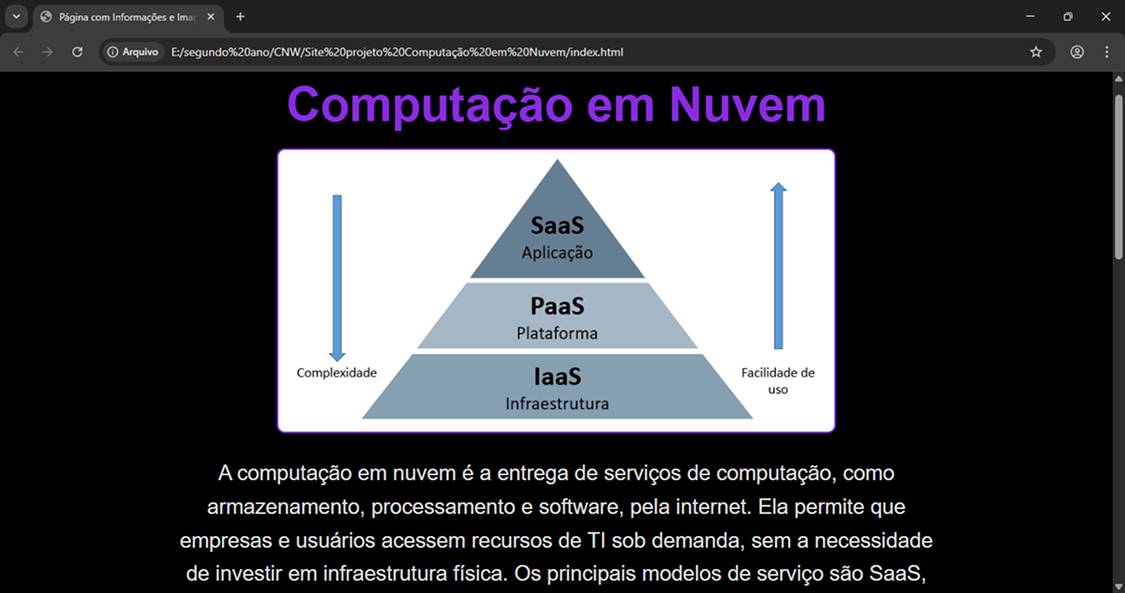 Página com Informações e Ima
Arquivo
E:/segundo%20ano/CNW/Site%20projeto%20Computação%20em%20Nuvem/index.html
Computação em Nuvem
SaaS
Aplicação
PaaS
Plataforma
IaaS
Infraestrutura
Complexidade
Facilidade de
uso
A computação em nuvem é a entrega de serviços de computação, como
armazenamento, processamento e software, pela internet. Ela permite que
empresas e usuários acessem recursos de TI sob demanda, sem a necessidade
de investir em infraestrutura física. Os principais modelos de serviço são SaaS,